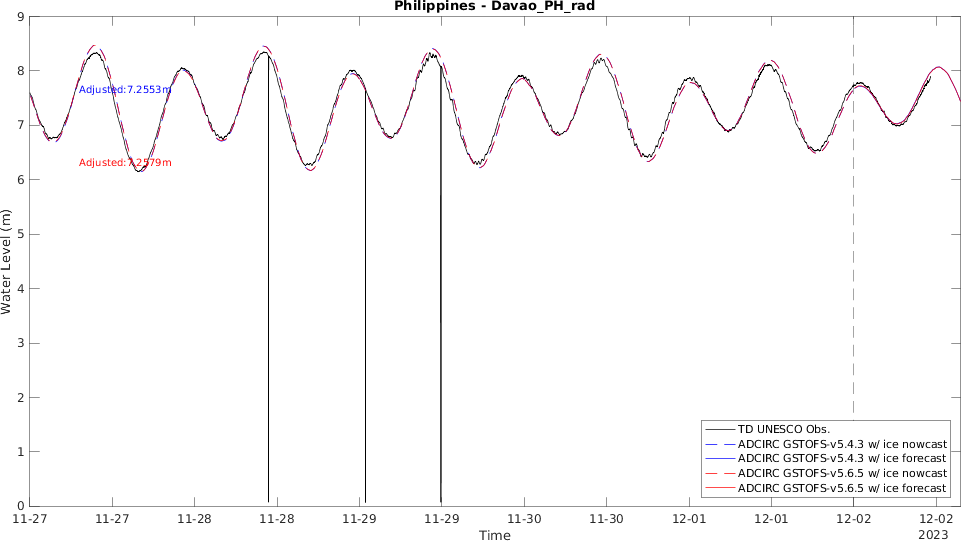 Philippines - Davao_PH_rad
9
8
7
6
5
4
3
2
1
0
Water Level (m)
Adjusted:7.2553m
Adjusted:7.2579m
TD UNESCO Obs.
ADCIRC GSTOFS-v5.4.3 w/ ice nowcast
ADCIRC GSTOFS-v5.4.3 w/ ice forecast
ADCIRC GSTOFS-v5.6.5 w/ ice nowcast
ADCIRC GSTOFS-v5.6.5 w/ ice forecast
11-27 11-27 11-28 11-28 11-29 11-29 11-30 11-30 12-01 12-01 12-02 12-02
Time
2023